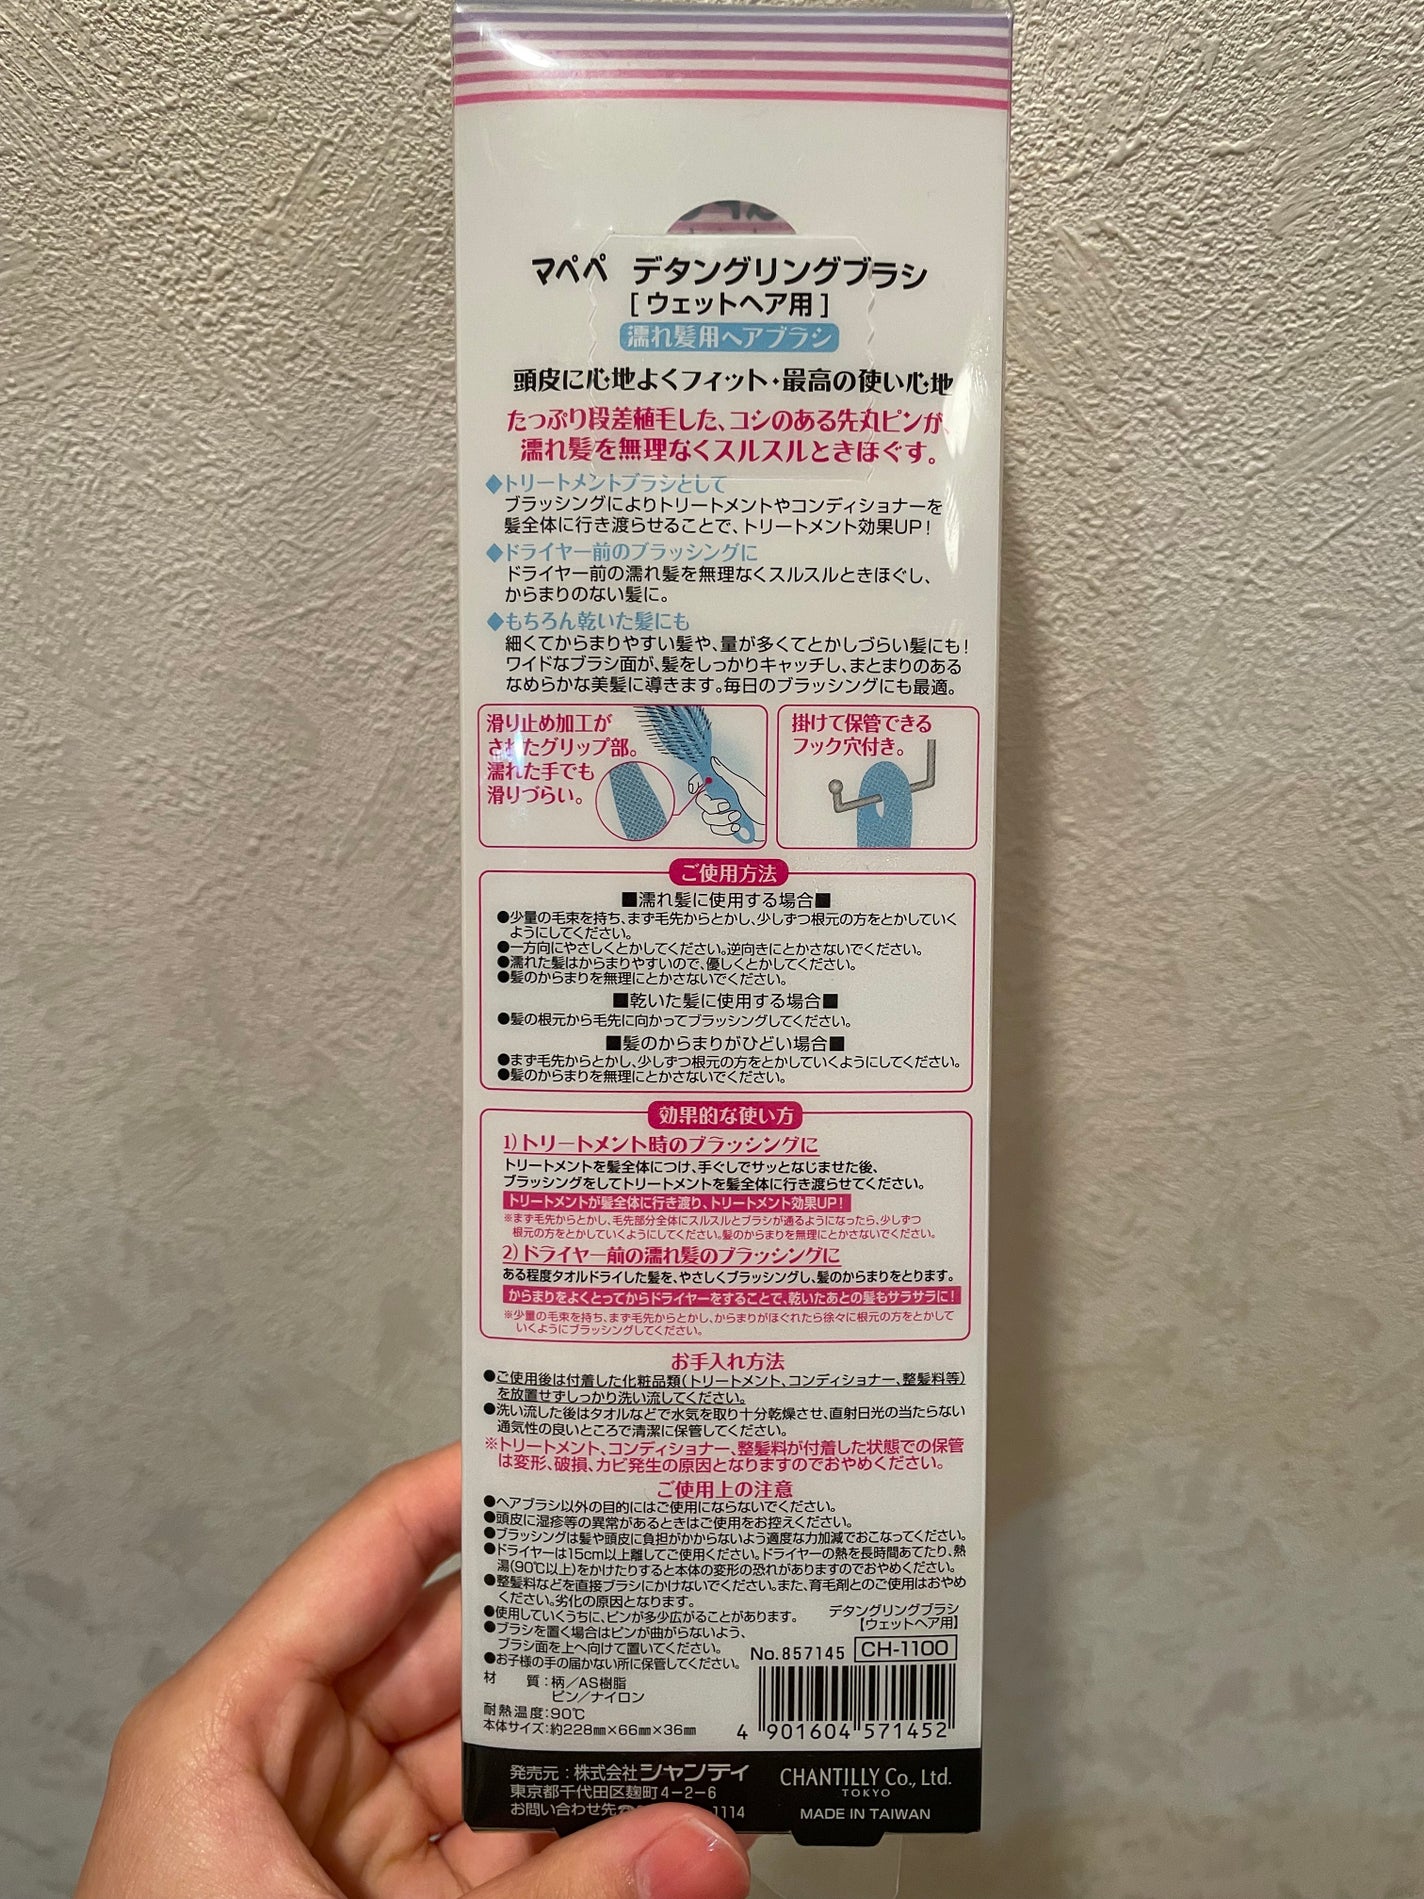 マペペ デタングリングブラシ
[ウェットヘア用]
濡れ髪用ヘアブラシ
頭皮に心地よくフィット・最高の使い心地
たっぷり段差植毛した、コシのある先丸ピンが、
濡れ髪を無理なくスルスルときほぐす。
◆トリートメントブラシとして
ブラッシングによりトリートメントやコンディショナーを
髪全体に行き渡らせることで、トリートメント効果UP!
◆ドライヤー前のブラッシングに
ドライヤー前の濡れ髪を無理なくスルスルときほぐし、
からまりのない髪に。
◆もちろん乾いた髪にも
細くてからまりやすい髪や、量が多くてとかしづらい髪にも!
ワイドなブラシ面が、髪をしっかりキャッチし、まとまりのある
なめらかな美髪に導きます。毎日のブラッシングにも最適。
滑り止め加工が
されたグリップ部。
濡れた手でも
滑りづらい。
掛けて保管できる
フック穴付き。
ご使用方法
■濡れ髪に使用する場合■
●少量の毛束を持ち、まず毛先からとかし、少しずつ根元の方をとかしていく
ようにしてください。
●一方向にやさしくとかしてください。逆向きにとかさないでください。
●濡れた髪はからまりやすいので、優しくとかしてください。
●髪のからまりを無理にとかさないでください。
■乾いた髪に使用する場合■
●髪の根元から毛先に向かってブラッシングしてください。
■髪のからまりがひどい場合■
●まず毛先からとかし、少しずつ根元の方をとかしていくようにしてください。
●髪のからまりを無理にとかさないでください。
効果的な使い方
1)トリートメント時のブラッシングに
トリートメントを髪全体につけ、手ぐしでサッとなじませた後、
ブラッシングをしてトリートメントを髪全体に行き渡らせてください。
トリートメントが髪全体に行き渡り、トリートメント効果UP!
※まず毛先からとかし、毛先部分全体にスルスルとブラシが通るようになったら、少しずつ
根元の方をとかしていくようにしてください。髪のからまりを無理にとかさないでください。
2)ドライヤー前の濡れ髪のブラッシングに
ある程度タオルドライした髪を、やさしくブラッシングし、髪のからまりをとります。
からまりをよくとってからドライヤーをすることで、乾いたあとの髪もサラサラに!
※少量の毛束を持ち、まず毛先からとかし、からまりがほぐれたら徐々に根元の方をとかして
いくようにブラッシングしてください。
お手入れ方法
●ご使用後は付着した化粧品類(トリートメント、コンディショナー、整髪料等)
を放置せずしっかり洗い流してください。
●洗い流した後はタオルなどで水気を取り十分乾燥させ、直射日光の当たらない
通気性の良いところで清潔に保管してください。
※トリートメント、コンディショナー、整髪料が付着した状態での保管
は変形、破損、カビ発生の原因となりますのでおやめください。
ご使用上の注意
●ヘアブラシ以外の目的にはご使用にならないでください。
●頭皮に湿疹等の異常があるときはご使用をお控えください。
●ブラッシングは髪や頭皮に負担がかからないよう適度な力加減でおこなってください。
●ドライヤーは15cm以上離してご使用ください。ドライヤーの熱を長時間あてたり、熱
湯(90℃以上)をかけたりすると本体の変形の恐れがありますのでおやめください。
●整髪料などを直接ブラシにかけないでください。また、育毛剤とのご使用はおやめ
ください。劣化の原因となります。
●使用していくうちに、ピンが多少広がることがあります。
●ブラシを置く場合はピンが曲がらないよう、
ブラシ面を上へ向けて置いてください。
●お子様の手の届かない所に保管してください。
デタングリングブラシ
【ウェットヘア用】
No.857145 CH-1100
材 質:柄/AS樹脂
ピン/ナイロン
耐熱温度:90℃
本体サイズ:約228㎜×66㎜×36㎜
4 901604 571452
発売元:株式会社シャンティ
東京都千代田区麹町4-2-6
お問い合わせ先☎ 1114
CHANTILLY Co., Ltd.
TOKYO
MADE IN TAIWAN